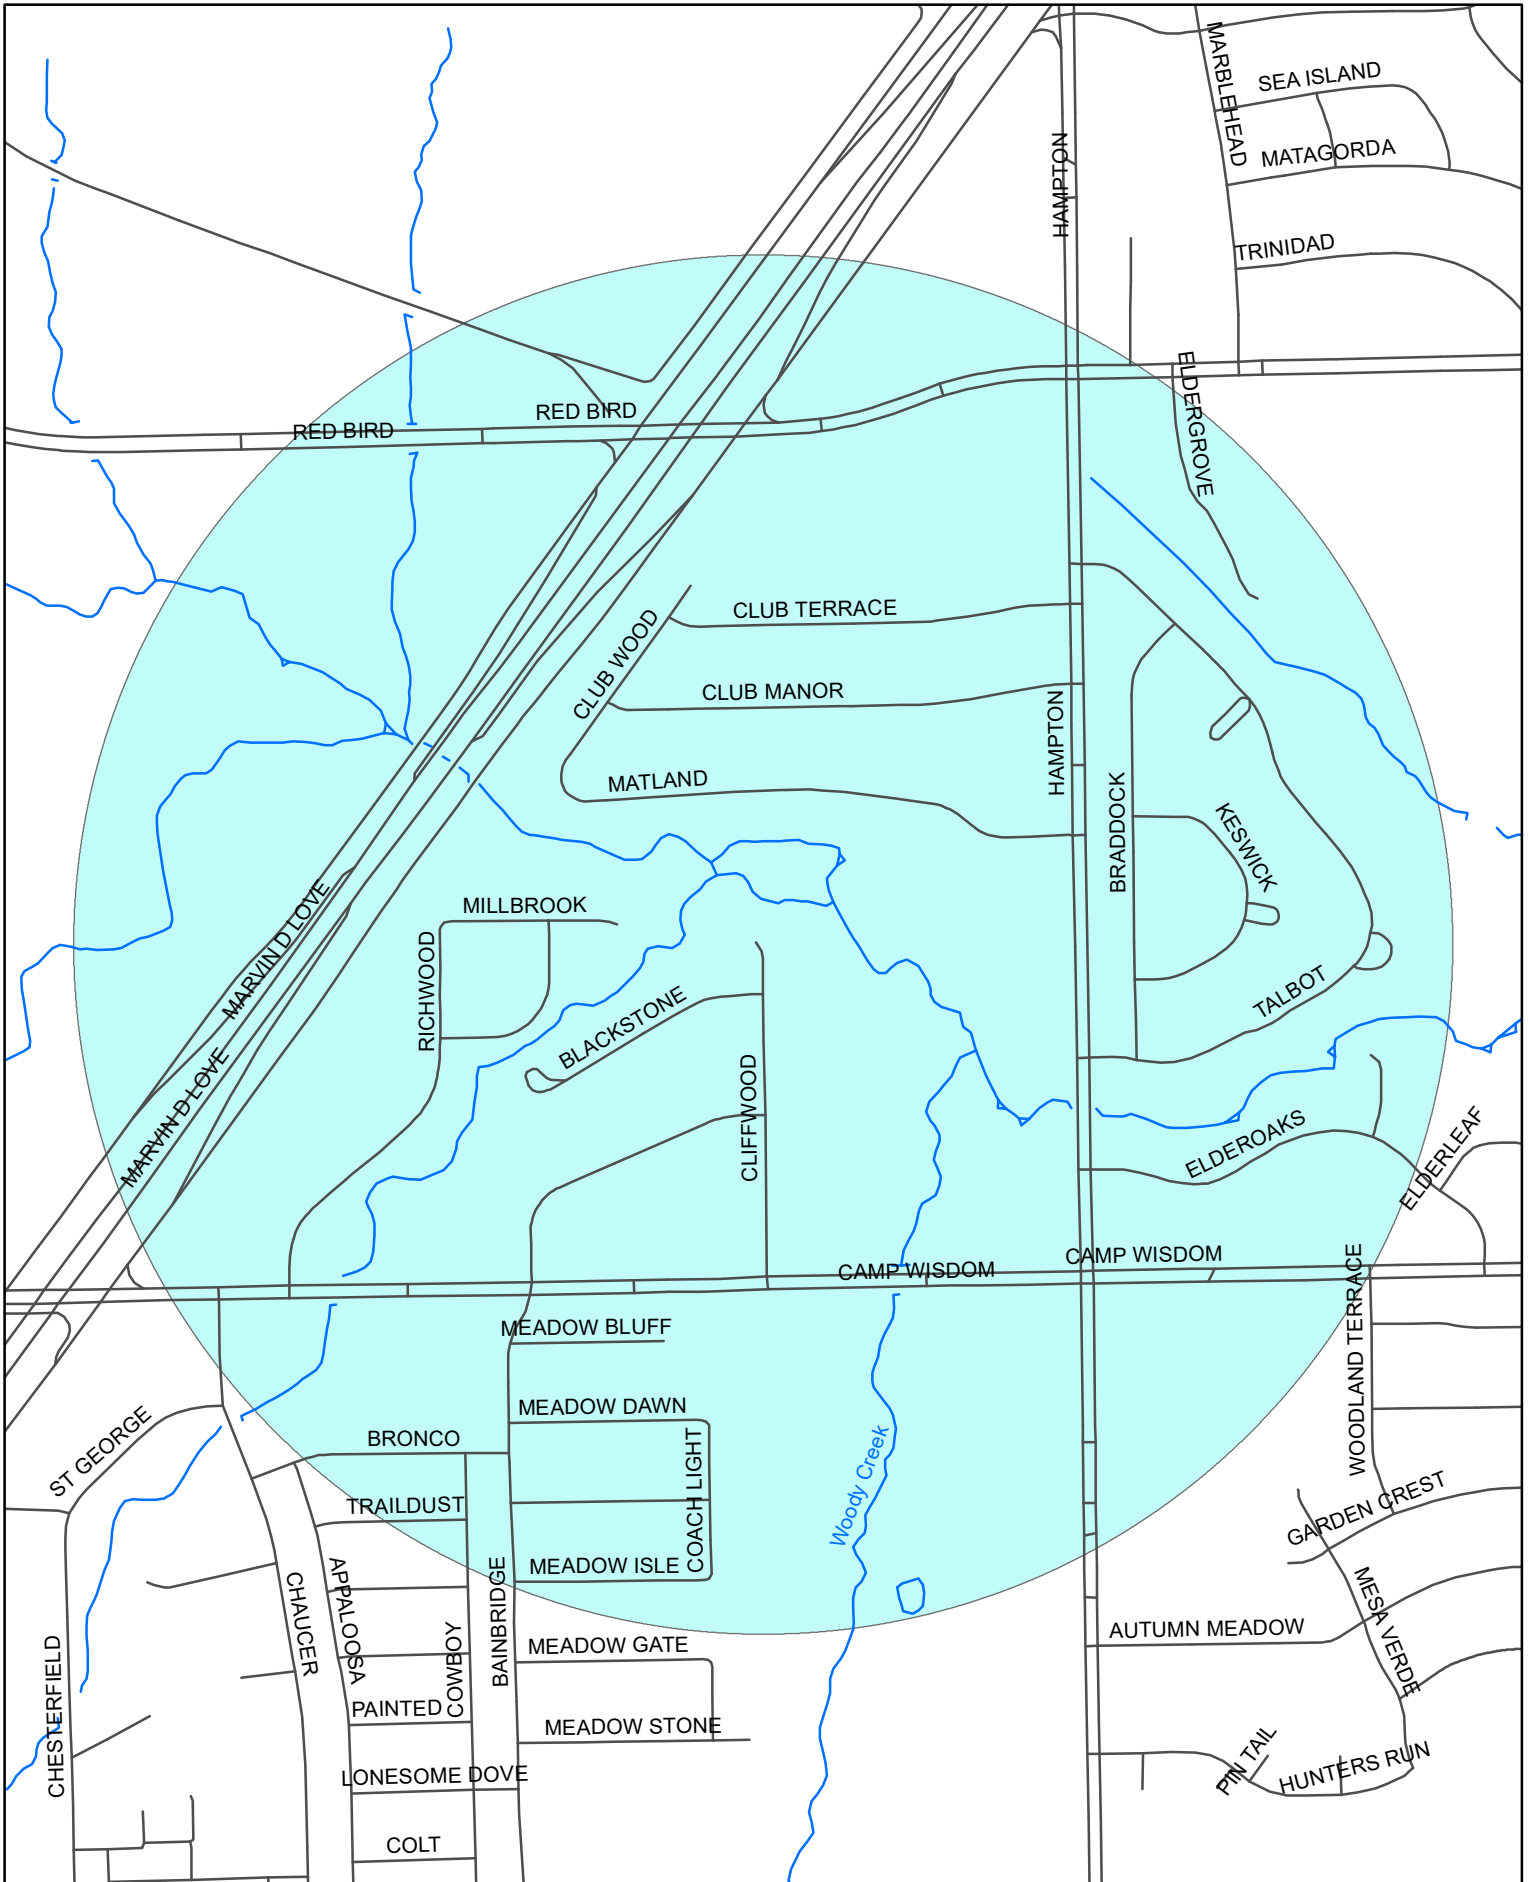 MARBLEHEAD
SEA ISLAND
MATAGORDA
HAMPTON
TRINIDAD
ELDERGROVE
RED BIRD
RED BIRD
CLUB TERRACE
CLUB WOOD
CLUB MANOR
HAMPTON
MATLAND
BRADDOCK
KESWICK
MARVIN D LOVE
MILLBROOK
RICHWOOD
BLACKSTONE
TALBOT
MARVIN D LOVE
CLIFFWOOD
ELDEROAKS
ELDERLEAF
CAMP WISDOM
CAMP WISDOM
WOODLAND TERRACE
MEADOW BLUFF
ST GEORGE
MEADOW DAWN
BRONCO
COACH LIGHT
Woody Creek
TRAILDUST
GARDEN CREST
MEADOW ISLE
APPALOOSA
CHAUCER
BAINBRIDGE
MESA VERDE
AUTUMN MEADOW
COWBOY
MEADOW GATE
CHESTERFIELD
PAINTED
MEADOW STONE
PIN TAIL
HUNTERS RUN
LONESOME DOVE
COLT